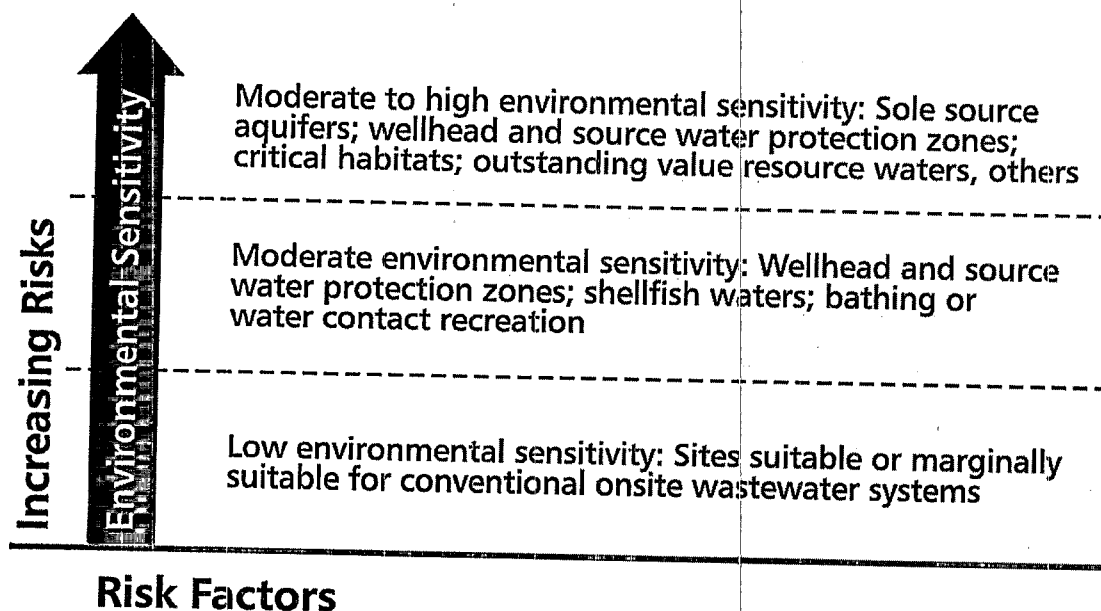 Increasing Risks
Environmental Sensitivity
Moderate to high environmental sensitivity: Sole source
aquifers; wellhead and source water protection zones;
critical habitats; outstanding value resource waters, others
Moderate environmental sensitivity: Wellhead and source
water protection zones; shellfish waters; bathing or
water contact recreation
Low environmental sensitivity: Sites suitable or marginally
suitable for conventional onsite wastewater systems
Risk Factors